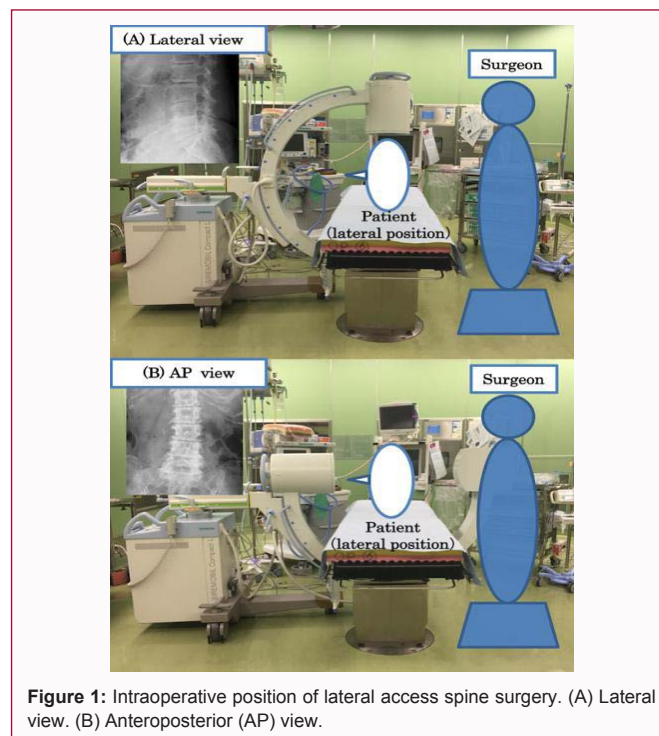 (A) Lateral view
Surgeon
Patient
(lateral position)
(B) AP view
Surgeon
Patient
(lateral position)
Figure 1: Intraoperative position of lateral access spine surgery. (A) Lateral
view. (B) Anteroposterior (AP) view.